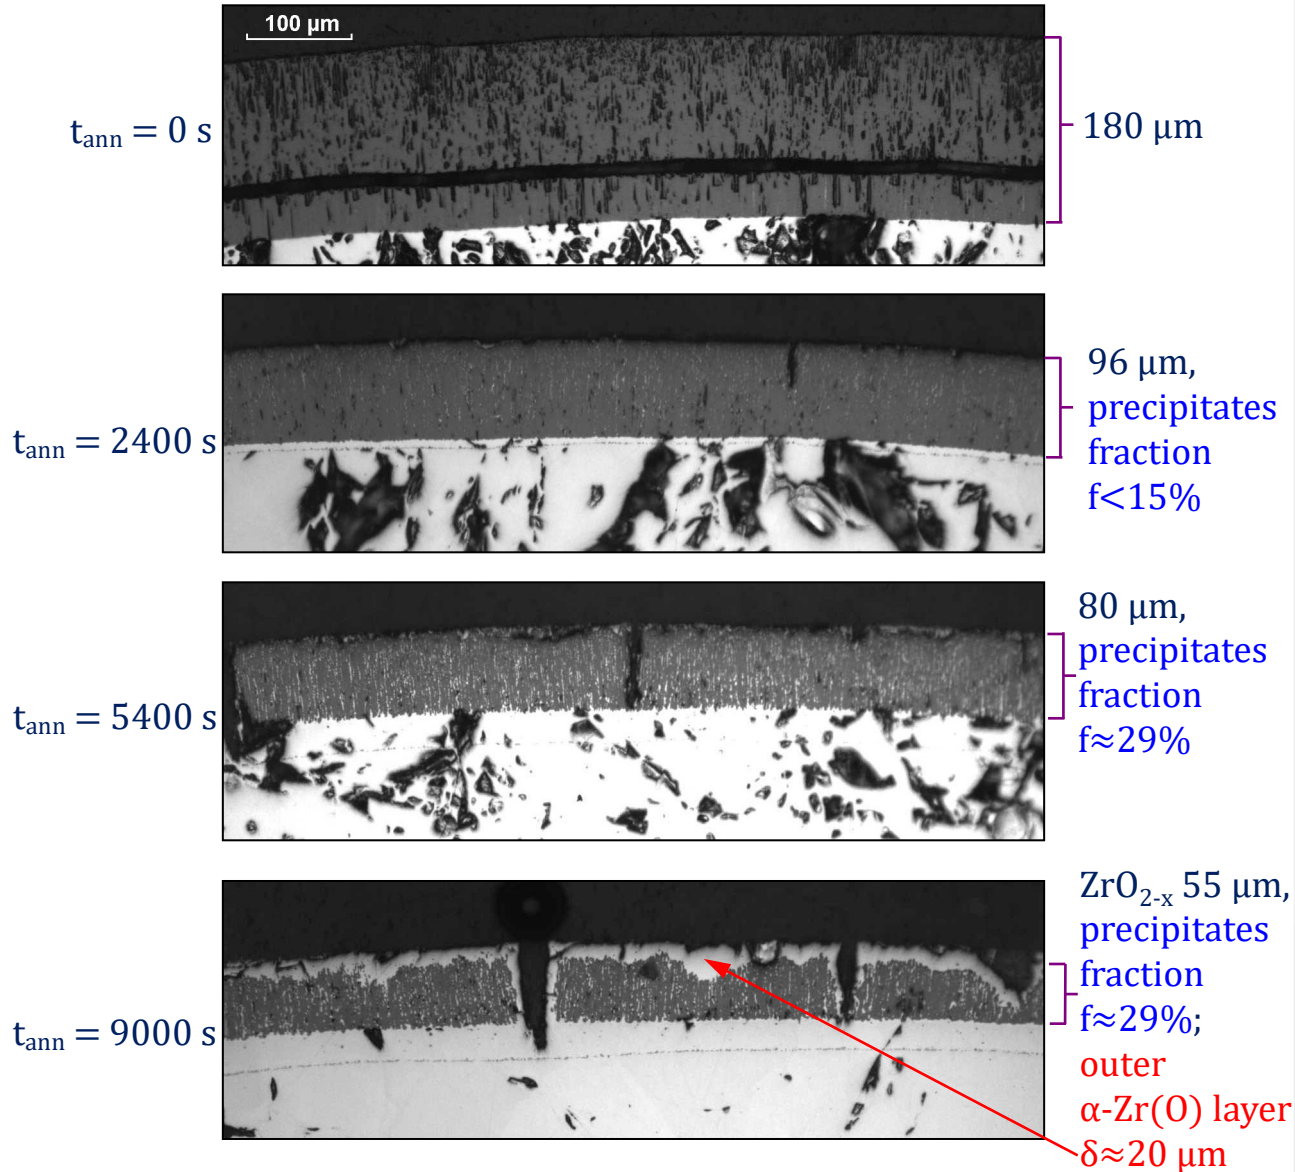 100 µm
t_ann = 0 s
180 µm
t_ann = 2400 s
96 µm,
precipitates
fraction
f<15%
t_ann = 5400 s
80 µm,
precipitates
fraction
f≈29%
t_ann = 9000 s
ZrO_2-x 55 µm,
precipitates
fraction
f≈29%;
outer
α-Zr(O) layer
δ≈20 µm